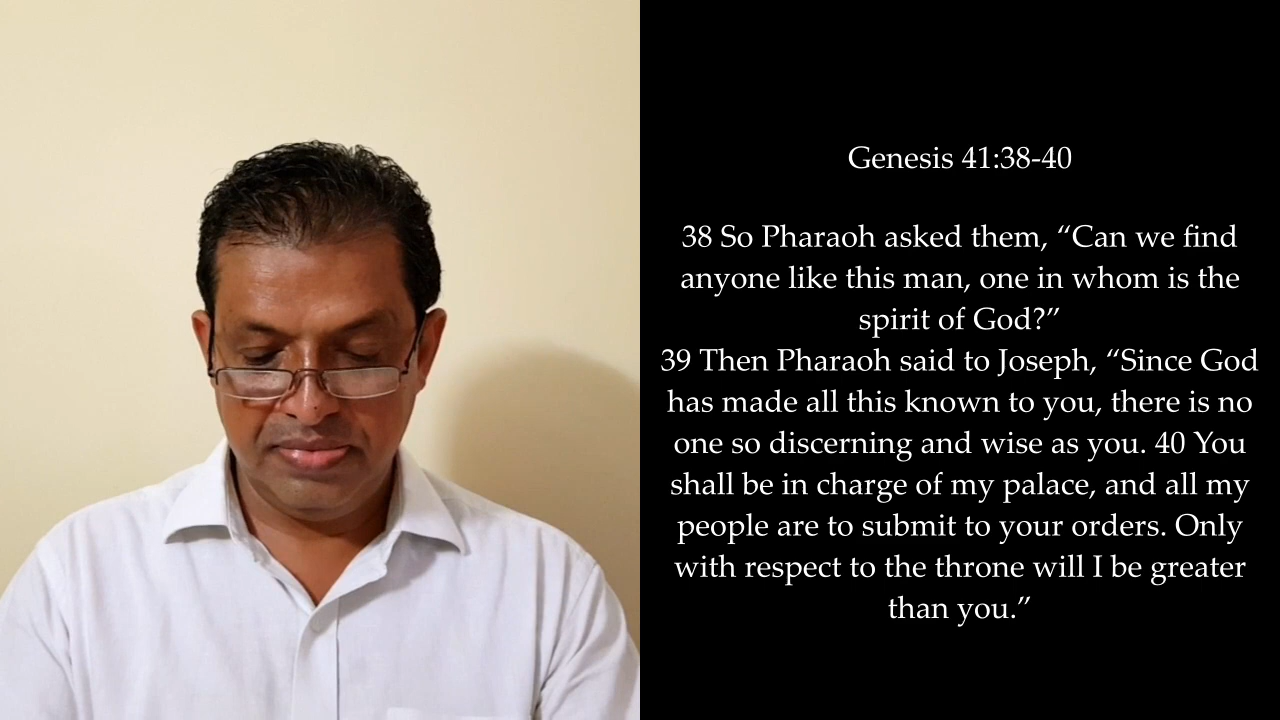 Genesis 41:38-40
38 So Pharaoh asked them, “Can we find
anyone like this man, one in whom is the
spirit of God?”
39 Then Pharaoh said to Joseph, “Since God
has made all this known to you, there is no
one so discerning and wise as you. 40 You
shall be in charge of my palace, and all my
people are to submit to your orders. Only
with respect to the throne will I be greater
than you.”